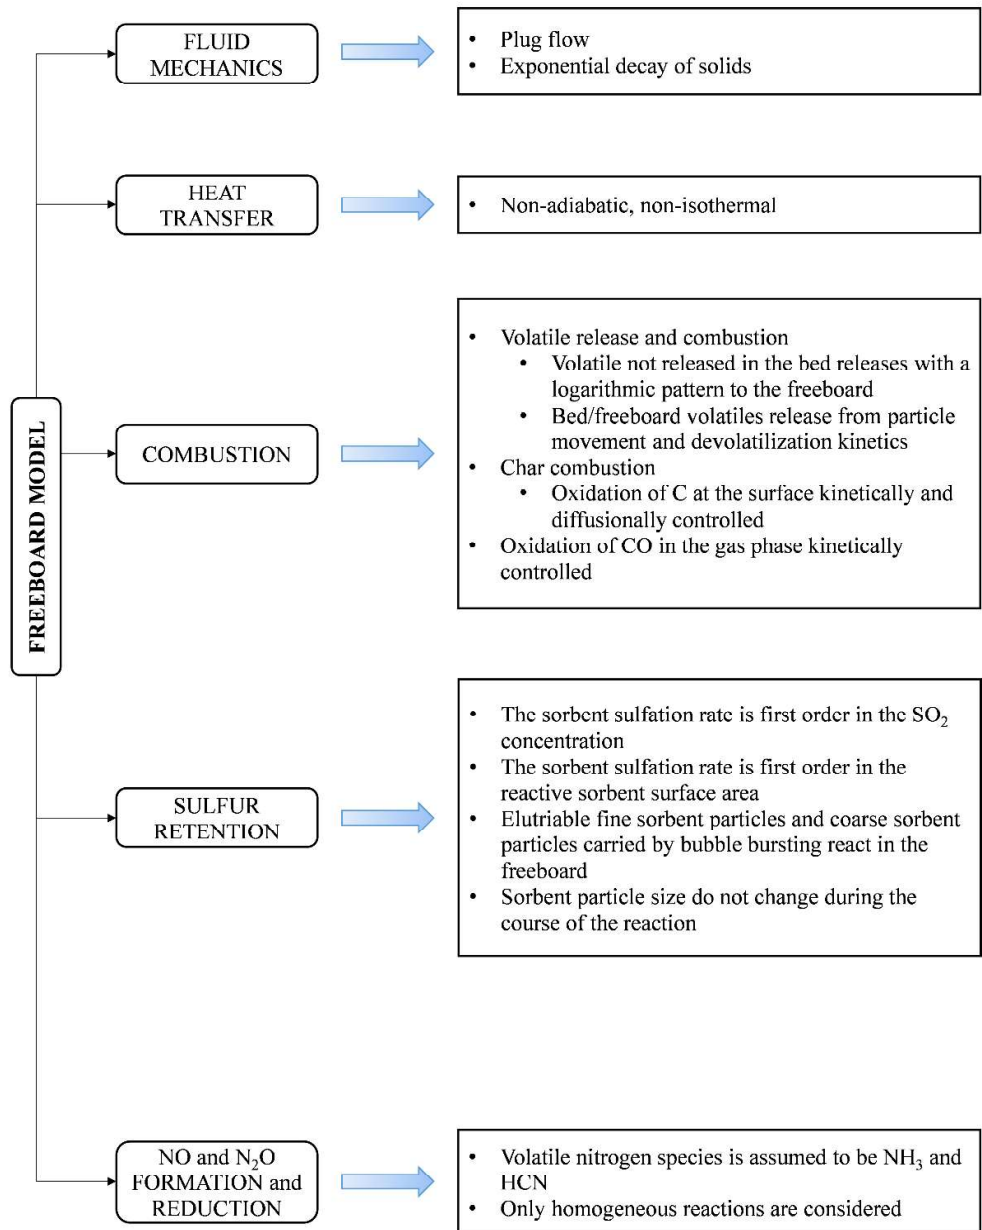 FREEBOARD MODEL
FLUID
MECHANICS
• Plug flow
• Exponential decay of solids
HEAT
TRANSFER
• Non-adiabatic, non-isothermal
COMBUSTION
• Volatile release and combustion
• Volatile not released in the bed releases with a
logarithmic pattern to the freeboard
• Bed/freeboard volatiles release from particle
movement and devolatilization kinetics
• Char combustion
• Oxidation of C at the surface kinetically and
diffusionally controlled
• Oxidation of CO in the gas phase kinetically
controlled
SULFUR
RETENTION
• The sorbent sulfation rate is first order in the SO₂
concentration
• The sorbent sulfation rate is first order in the
reactive sorbent surface area
• Elutriable fine sorbent particles and coarse sorbent
particles carried by bubble bursting react in the
freeboard
• Sorbent particle size do not change during the
course of the reaction
NO and N₂O
FORMATION and
REDUCTION
• Volatile nitrogen species is assumed to be NH₃ and
HCN
• Only homogeneous reactions are considered